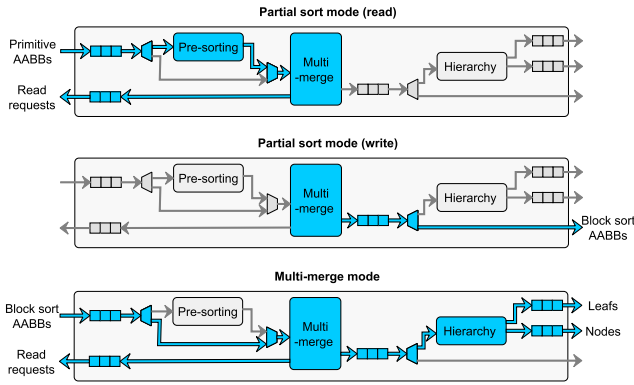 Partial sort mode (read)
Primitive
AABBs
Pre-sorting
Multi
-merge
Hierarchy
Read
requests
Partial sort mode (write)
Pre-sorting
Multi
-merge
Hierarchy
Block sort
AABBs
Multi-merge mode
Block sort
AABBs
Pre-sorting
Multi
-merge
Hierarchy
Leafs
Nodes
Read
requests